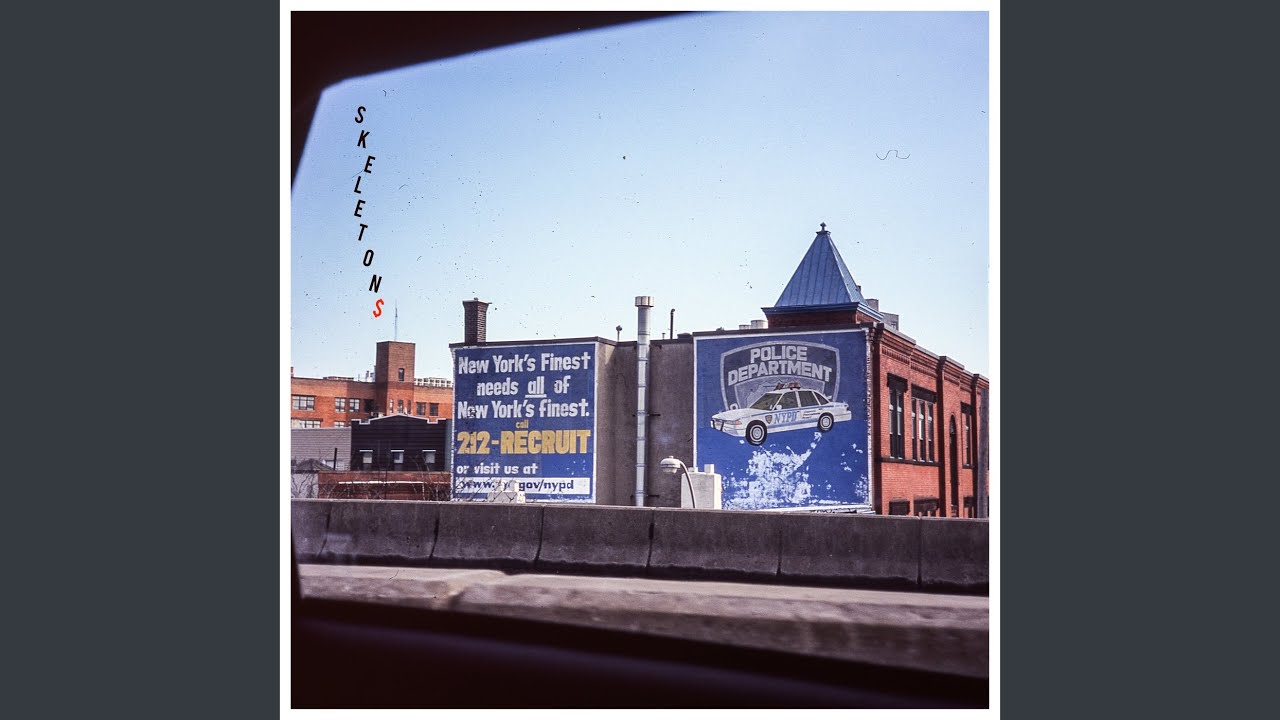 SKELETONS
New York's Finest
needs all of
New York's finest.
call
212-RECRUIT
or visit us at
gov/nypd
POLICE
DEPARTMENT
NYPD